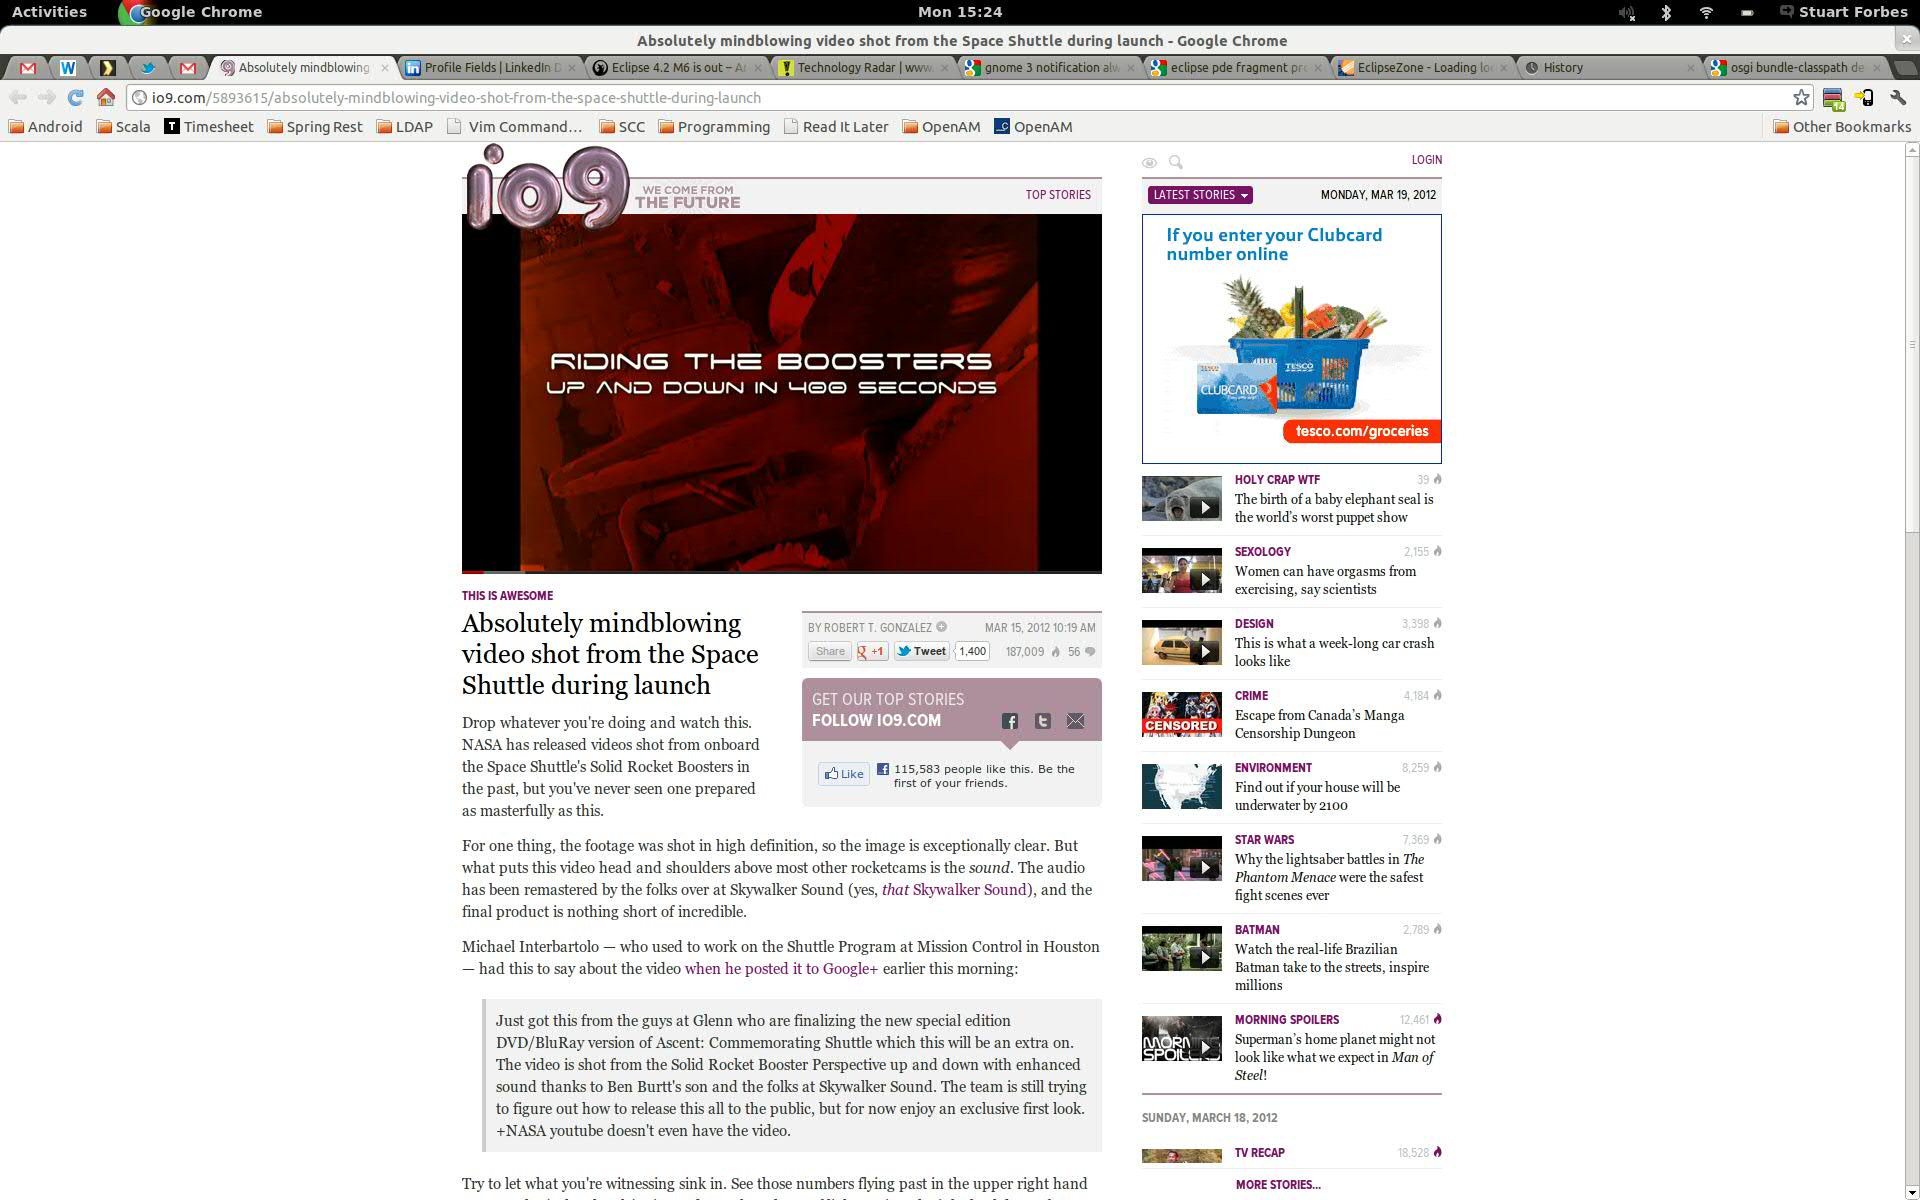 Activities
Google Chrome
Mon 15:24
Stuart Forbes
Absolutely mindblowing video shot from the Space Shuttle during launch - Google Chrome
Absolutely mindblowing
Profile Fields | LinkedIn D
Eclipse 4.2 M6 is out –
Technology Radar | www.
gnome 3 notification
eclipse pde fragment
EclipseZone - Loading
History
osgi bundle-classpath de
io9.com/5893615/absolutely-mindblowing-video-shot-from-the-space-shuttle-during-launch
14
Android
Scala
Timesheet
Spring Rest
LDAP
Vim Command...
SCC
Programming
Read It Later
OpenAM
OpenAM
Other Bookmarks
io9
WE COME FROM
THE FUTURE
TOP STORIES
RIDING THE BOOSTERS
UP AND DOWN IN 400 SECONDS
THIS IS AWESOME
Absolutely mindblowing
video shot from the Space
Shuttle during launch
BY ROBERT T. GONZALEZ
MAR 15, 2012 10:19 AM
Share
+1
Tweet
1,400
187,009
56
GET OUR TOP STORIES
FOLLOW IO9.COM
Like
115,583 people like this. Be the
first of your friends.
Drop whatever you're doing and watch this.
NASA has released videos shot from onboard
the Space Shuttle's Solid Rocket Boosters in
the past, but you've never seen one prepared
as masterfully as this.
For one thing, the footage was shot in high definition, so the image is exceptionally clear. But
what puts this video head and shoulders above most other rocketcams is the sound. The audio
has been remastered by the folks over at Skywalker Sound (yes, that Skywalker Sound), and the
final product is nothing short of incredible.
Michael Interbartolo — who used to work on the Shuttle Program at Mission Control in Houston
— had this to say about the video when he posted it to Google+ earlier this morning:
Just got this from the guys at Glenn who are finalizing the new special edition
DVD/BluRay version of Ascent: Commemorating Shuttle which this will be an extra on.
The video is shot from the Solid Rocket Booster Perspective up and down with enhanced
sound thanks to Ben Burtt's son and the folks at Skywalker Sound. The team is still trying
to figure out how to release this all to the public, but for now enjoy an exclusive first look.
+NASA youtube doesn't even have the video.
Try to let what you're witnessing sink in. See those numbers flying past in the upper right hand
LOGIN
LATEST STORIES
MONDAY, MAR 19, 2012
If you enter your Clubcard
number online
TESCO
CLUBCARD
tesco.com/groceries
HOLY CRAP WTF
39
The birth of a baby elephant seal is
the world's worst puppet show
SEXOLOGY
2,155
Women can have orgasms from
exercising, say scientists
DESIGN
3,398
This is what a week-long car crash
looks like
CRIME
4,184
CENSORED
Escape from Canada's Manga
Censorship Dungeon
ENVIRONMENT
8,259
Find out if your house will be
underwater by 2100
STAR WARS
7,369
Why the lightsaber battles in The
Phantom Menace were the safest
fight scenes ever
BATMAN
2,789
Watch the real-life Brazilian
Batman take to the streets, inspire
millions
MORNING SPOILERS
12,461
MORN
SPOILERS
Superman's home planet might not
look like what we expect in Man of
Steel!
SUNDAY, MARCH 18, 2012
TV RECAP
18,528
MORE STORIES...